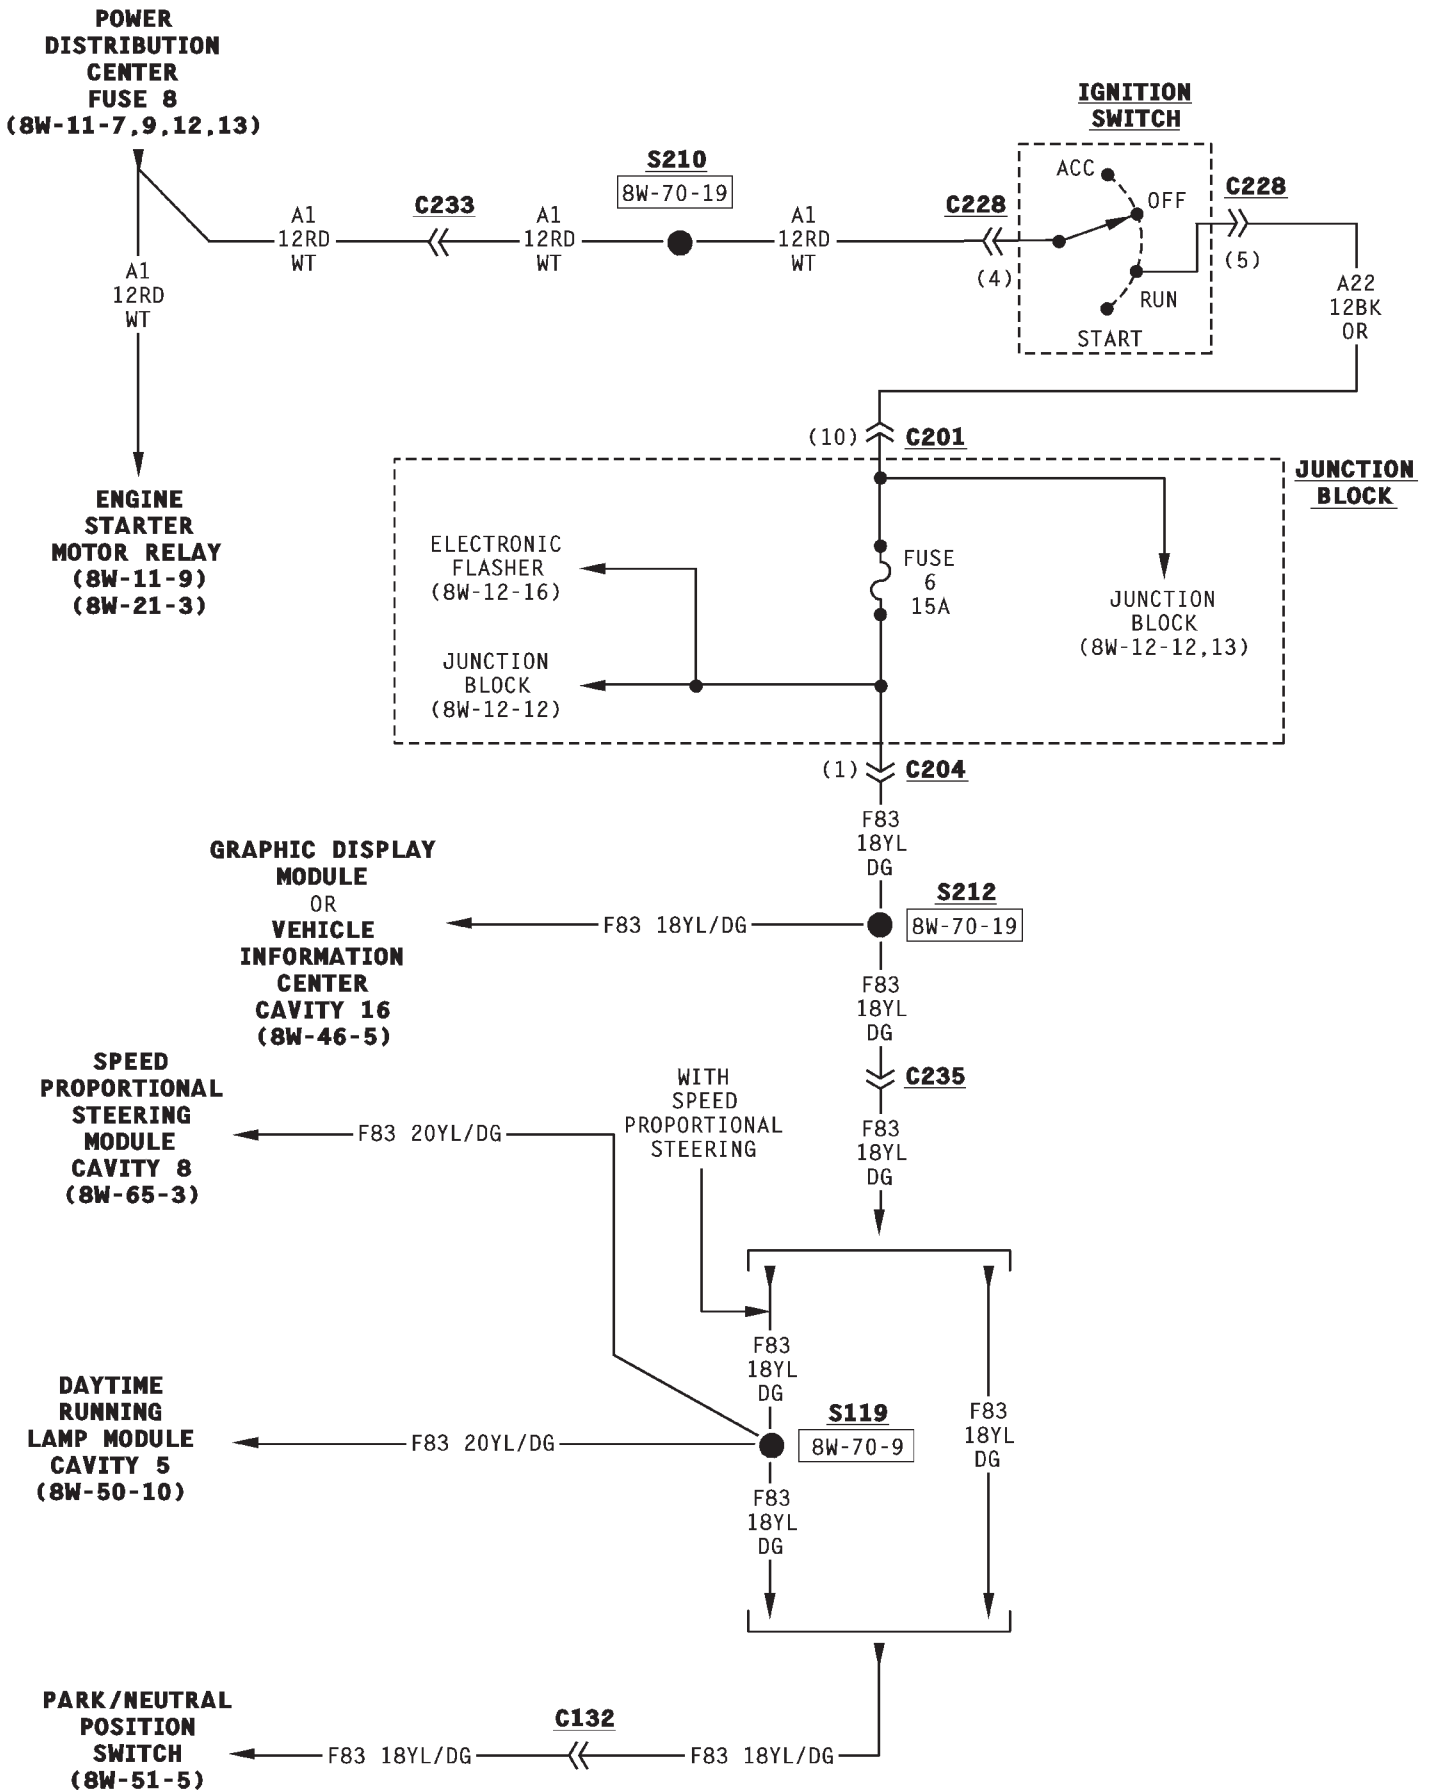 POWER
DISTRIBUTION
CENTER
FUSE 8
(8W-11-7,9,12,13)
A1
12RD
WT
ENGINE
STARTER
MOTOR RELAY
(8W-11-9)
(8W-21-3)
A1
12RD
WT
C233
A1
12RD
WT
S210
8W-70-19
A1
12RD
WT
C228
(4)
IGNITION
SWITCH
ACC
OFF
RUN
START
C228
(5)
A22
12BK
OR
(10)
C201
JUNCTION
BLOCK
ELECTRONIC
FLASHER
(8W-12-16)
FUSE
6
15A
JUNCTION
BLOCK
(8W-12-12,13)
JUNCTION
BLOCK
(8W-12-12)
(1)
C204
F83
18YL
DG
GRAPHIC DISPLAY
MODULE
OR
VEHICLE
INFORMATION
CENTER
CAVITY 16
(8W-46-5)
F83 18YL/DG
S212
8W-70-19
F83
18YL
DG
C235
F83
18YL
DG
SPEED
PROPORTIONAL
STEERING
MODULE
CAVITY 8
(8W-65-3)
F83 20YL/DG
WITH
SPEED
PROPORTIONAL
STEERING
F83
18YL
DG
DAYTIME
RUNNING
LAMP MODULE
CAVITY 5
(8W-50-10)
F83 20YL/DG
S119
8W-70-9
F83
18YL
DG
F83
18YL
DG
PARK/NEUTRAL
POSITION
SWITCH
(8W-51-5)
F83 18YL/DG
C132
F83 18YL/DG